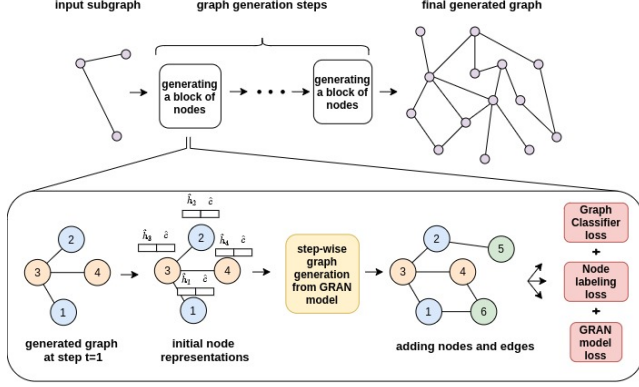 input subgraph
graph generation steps
final generated graph
generating
a block of
nodes
generating
a block of
nodes
2
3
4
1
generated graph
at step t=1
ĥ₂ ĉ
ĥ₃ ĉ
ĥ₄ ĉ
ĥ₁ ĉ
2
3
4
1
initial node
representations
step-wise
graph
generation
from GRAN
model
2
5
3
4
1
6
adding nodes and edges
Graph
Classifier
loss
+
Node
labeling
loss
+
GRAN
model
loss